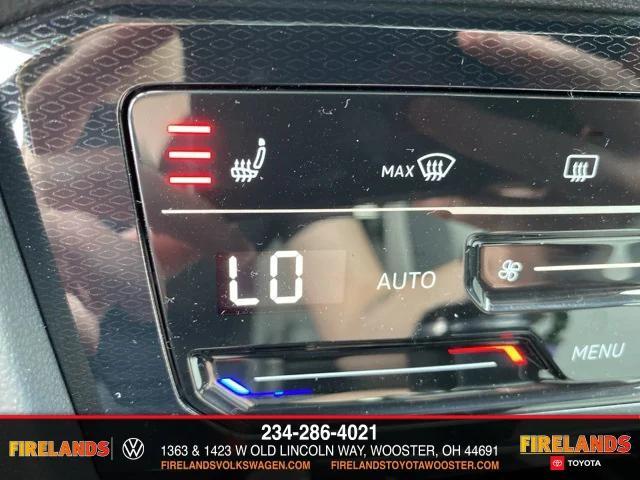 MAX
LO AUTO
MENU
234-286-4021
FIRELANDS 1363 & 1423 W OLD LINCOLN WAY, WOOSTER, OH 44691 FIRELANDS
FIRELANDSVOLKSWAGEN.COM FIRELANDSTOYOTAWOOSTER.COM TOYOTA